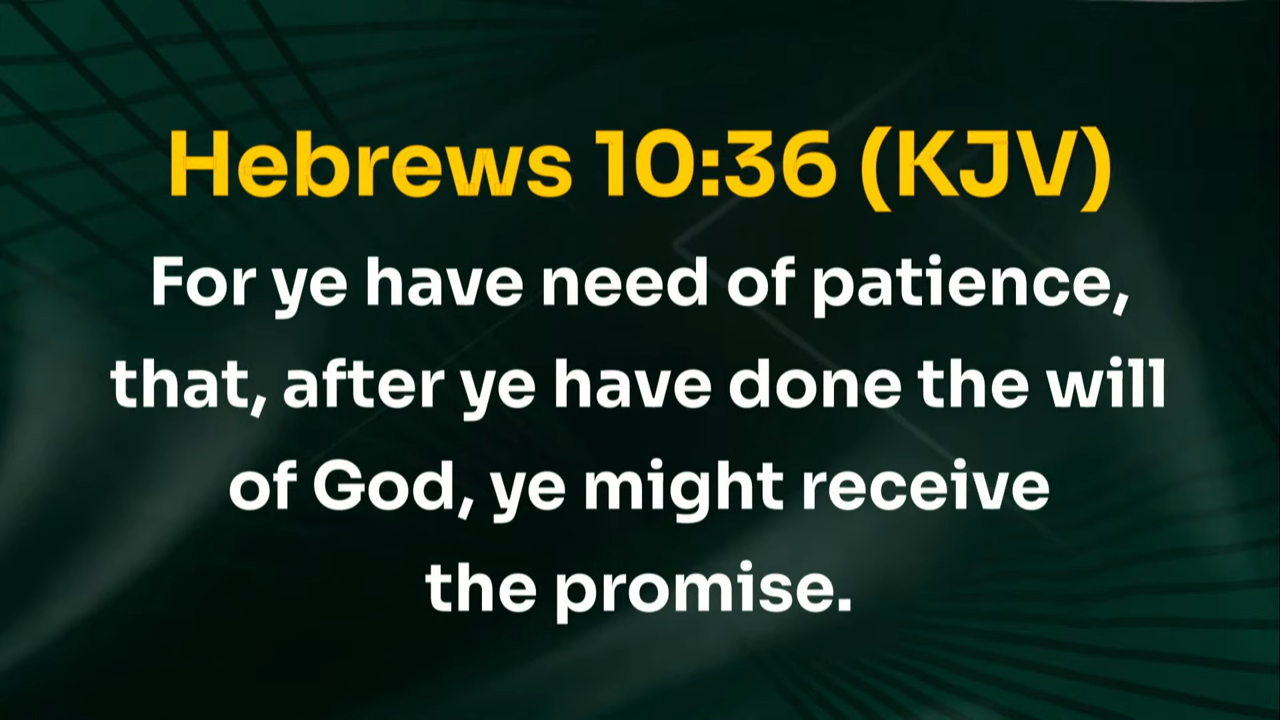 Hebrews 10:36 (KJV)
For ye have need of patience,
that, after ye have done the will
of God, ye might receive
the promise.